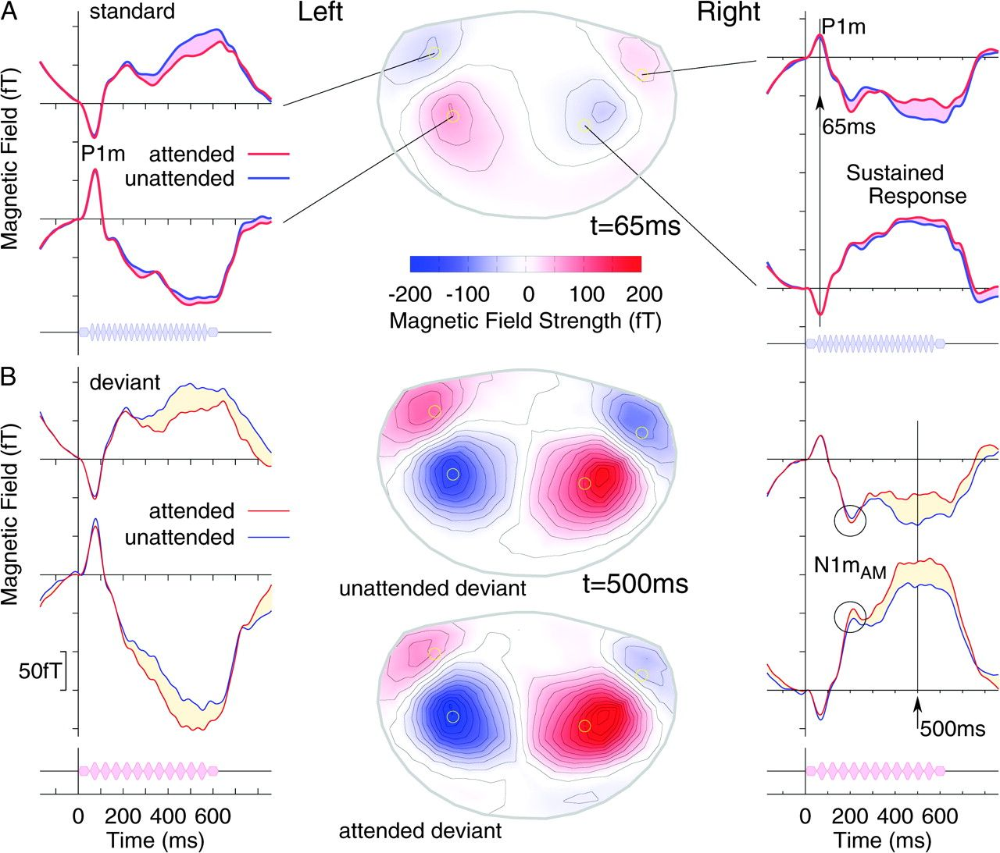 A
standard
Left
Right
P1m
65ms
Magnetic Field (fT)
P1m
attended
unattended
Sustained
Response
t=65ms
-200 -100 0 100 200
Magnetic Field Strength (fT)
B
deviant
Magnetic Field (fT)
attended
unattended
N1mAM
unattended deviant
t=500ms
50fT
500ms
attended deviant
0 200 400 600
Time (ms)
0 200 400 600
Time (ms)